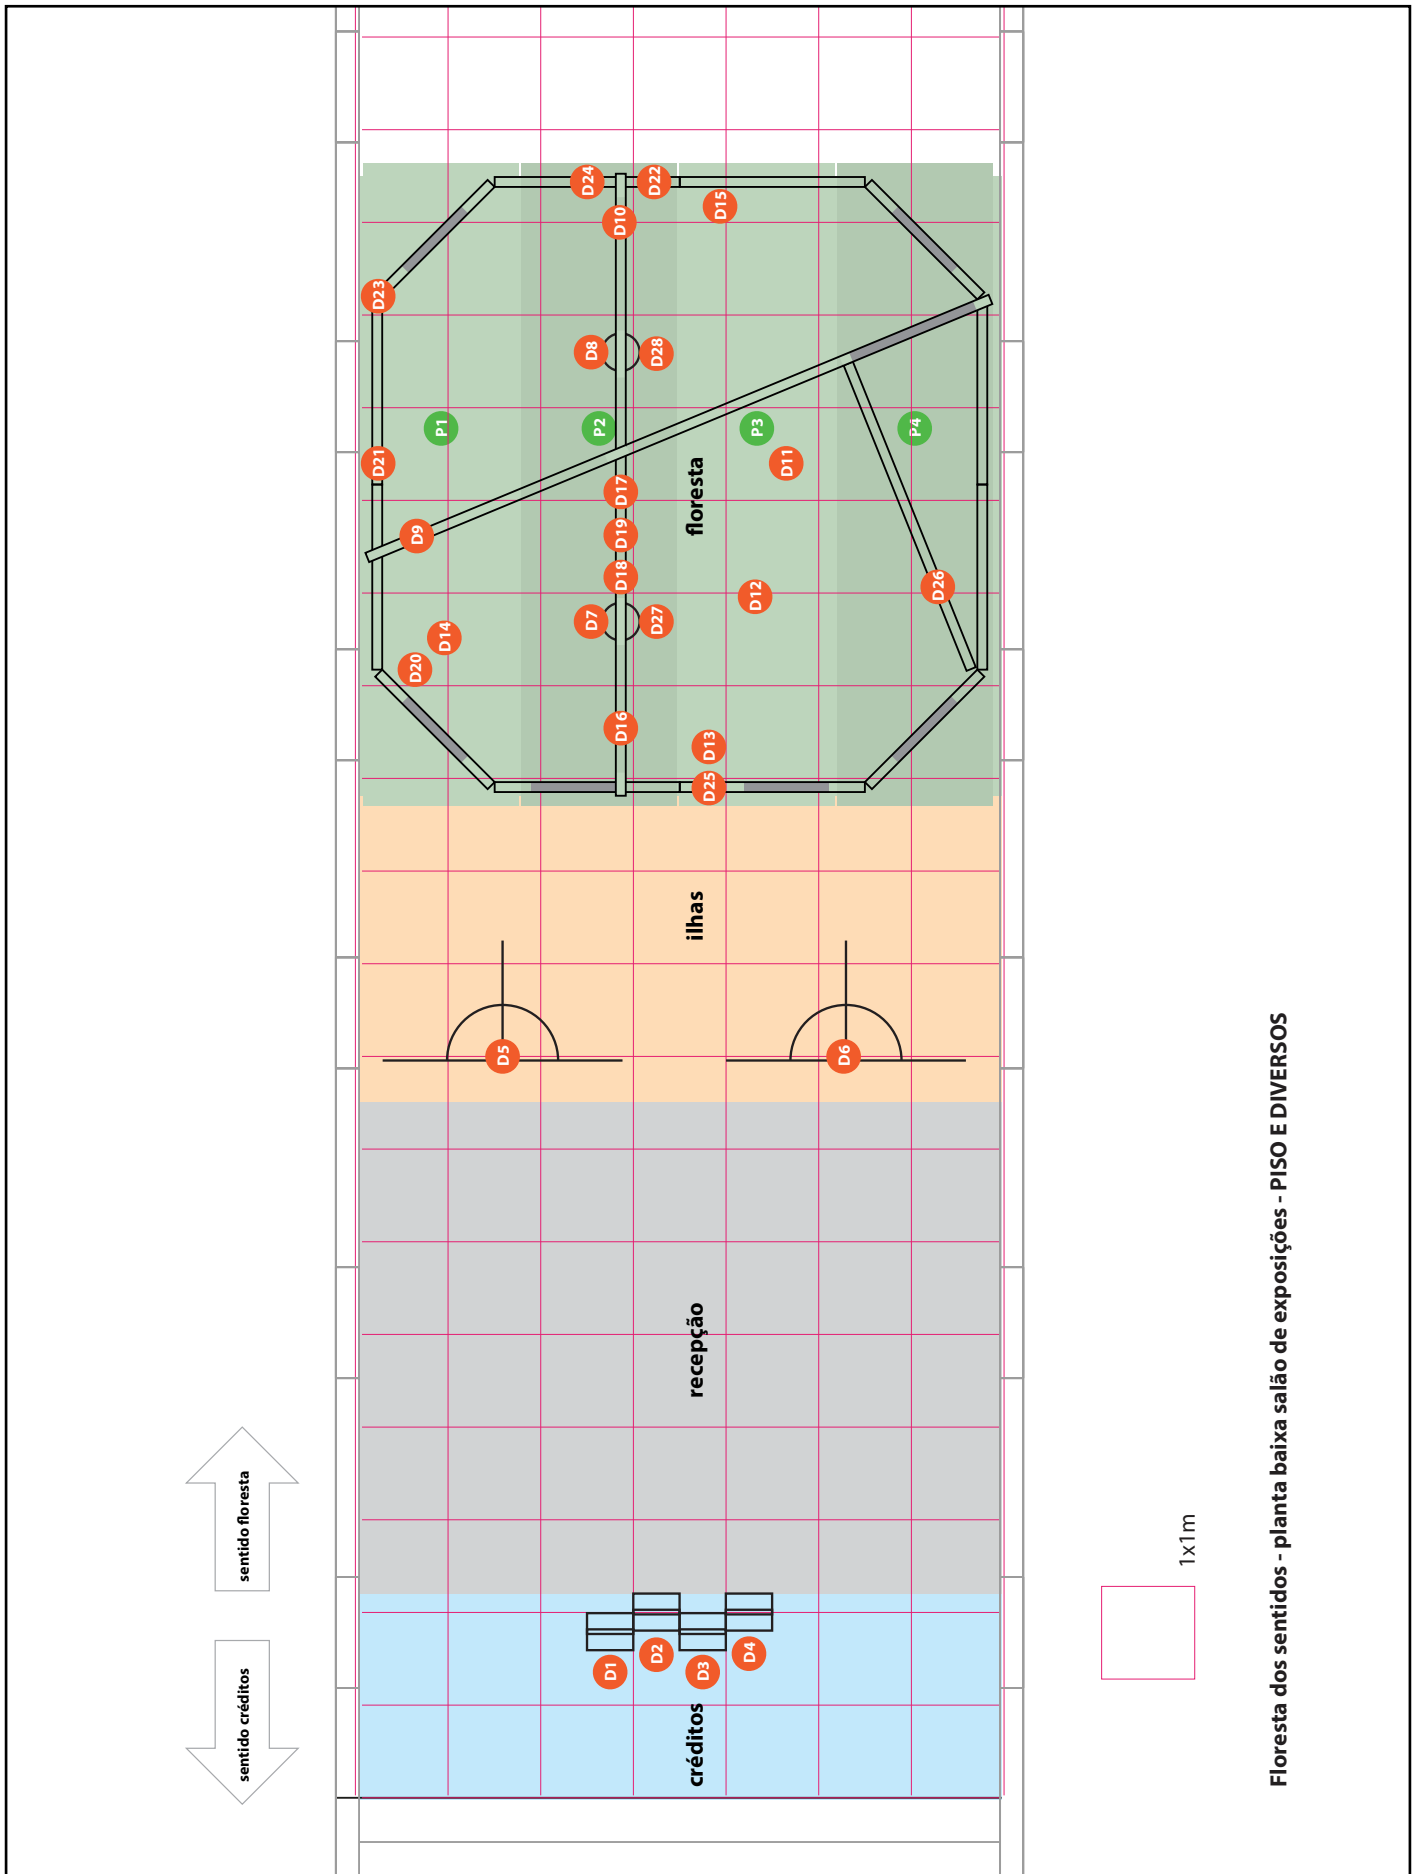 Floresta dos sentidos - planta baixa salão de exposições - PISO E DIVERSOS
sentido créditos
sentido floresta
créditos
recepção
ilhas
floresta
D1
D2
D3
D4
D5
D6
D20
D14
D9
D21
P1
D23
D7
D8
P2
D24
D16
D18
D19
D17
D10
D27
D28
D22
D25
D13
D12
D11
P3
D15
D26
P4
1x1m